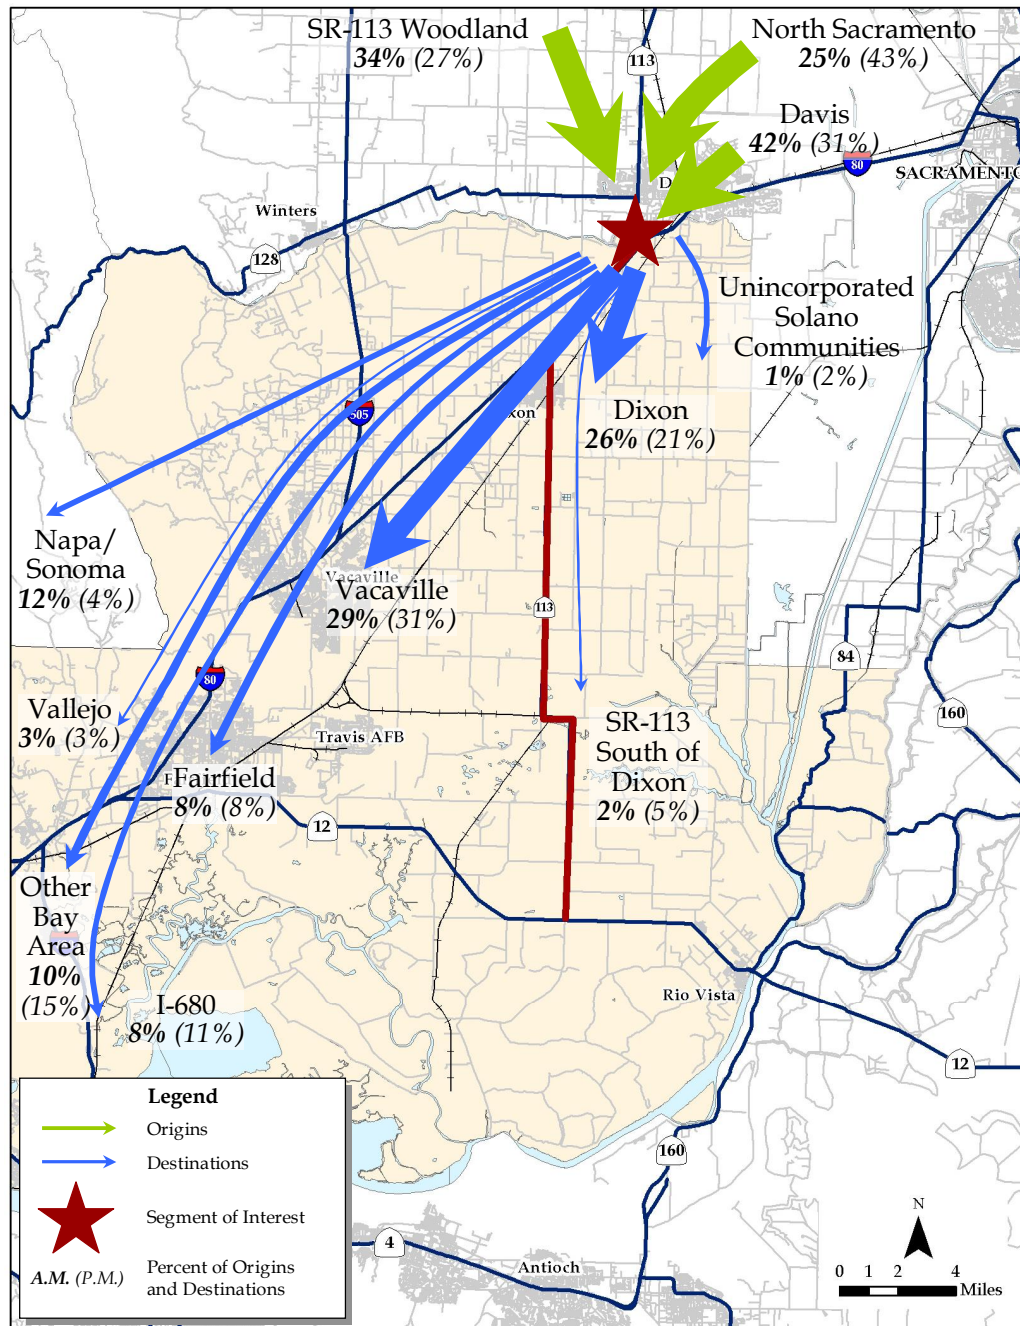 SR-113 Woodland
34% (27%)
North Sacramento
25% (43%)
113
Davis
42% (31%)
80
SACRAMENTO
D
Winters
128
Unincorporated
Solano
Communities
1% (2%)
505
xon
Dixon
26% (21%)
Napa/
Sonoma
12% (4%)
Vacaville
Vacaville
29% (31%)
113
84
80
160
Vallejo
3% (3%)
Travis AFB
SR-113
South of
Dixon
2% (5%)
F
Fairfield
8% (8%)
12
Other
Bay
Area
10%
(15%)
I-680
8% (11%)
Rio Vista
12
Legend
Origins
Destinations
Segment of Interest
A.M. (P.M.)
Percent of Origins
and Destinations
160
4
Antioch
N
0 1 2 4
Miles